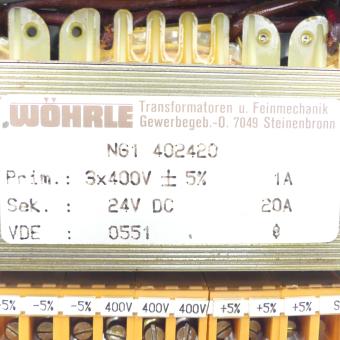 WÖHRLE
Transformatoren u. Feinmechanik
Gewerbegeb.-O. 7049 Steinenbronn
NG1 402420
Prim.: 3x400V ± 5% 1A
Sek. : 24V DC 20A
VDE : 0551
-5% -5% -5% 400V 400V 400V +5% +5% +5% S